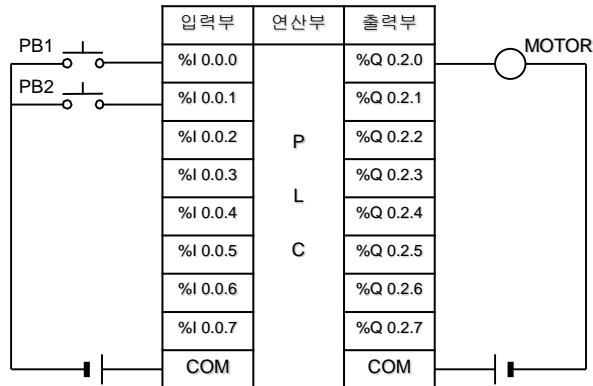 입력부 연산부 출력부
PB1 %I 0.0.0 %Q 0.2.0 MOTOR
PB2 %I 0.0.1 %Q 0.2.1
%I 0.0.2 P %Q 0.2.2
%I 0.0.3 %Q 0.2.3
L
%I 0.0.4 %Q 0.2.4
%I 0.0.5 C %Q 0.2.5
%I 0.0.6 %Q 0.2.6
%I 0.0.7 %Q 0.2.7
COM COM